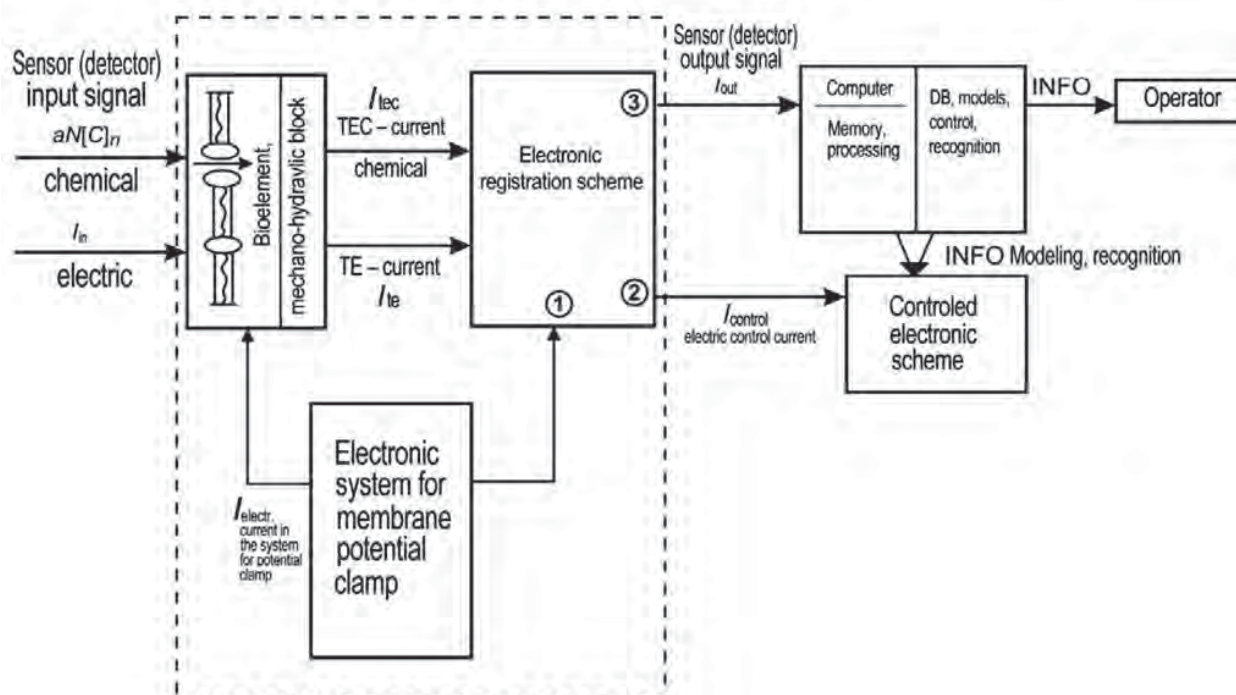 Sensor (detector)
input signal
aN[C]n
chemical
Iin
electric
Bioelement,
mechano-hydravlic block
Itec
TEC – current
chemical
TE – current
Ite
Electronic
registration scheme
1
2
3
Sensor (detector)
output signal
Iout
Icontrol
electric control current
Computer
Memory,
processing
DB, models,
control,
recognition
INFO
Operator
INFO Modeling, recognition
Controled
electronic
scheme
Ielectr.
current in
the system
for potential
clamp
Electronic
system for
membrane
potential
clamp